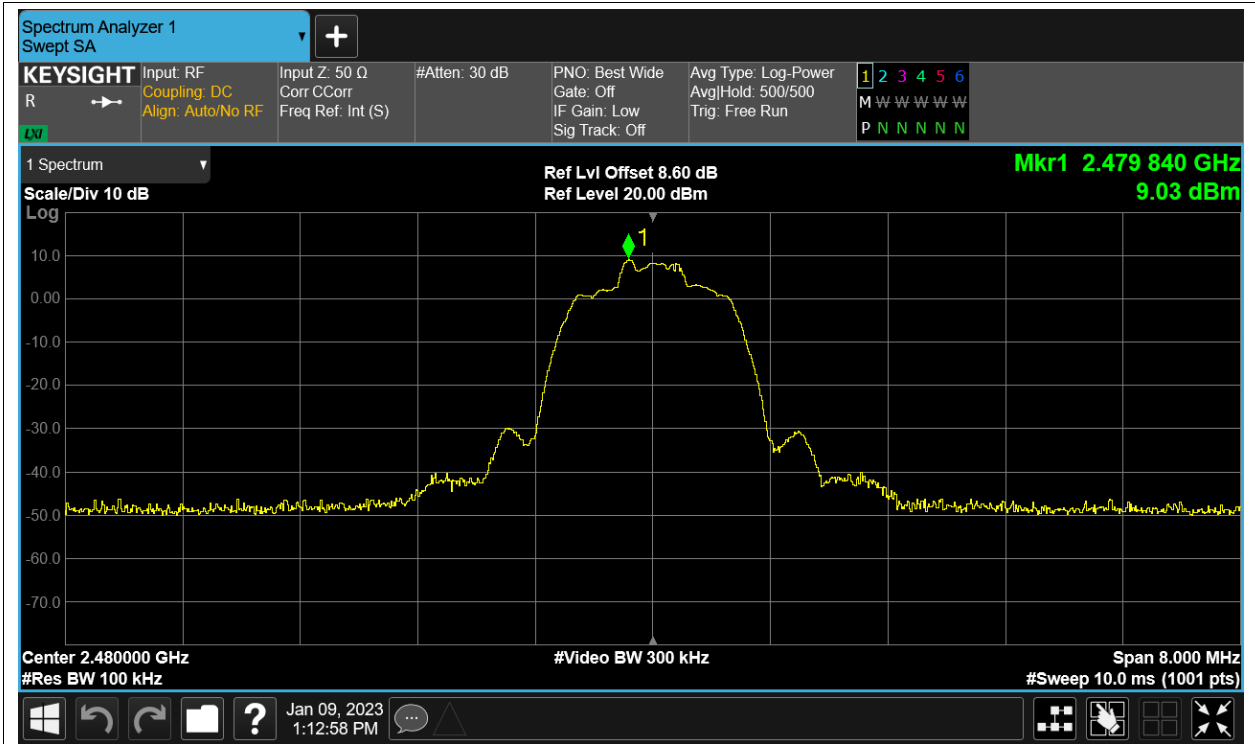 Spectrum Analyzer 1
Swept SA
KEYSIGHT
R
LXI
Input: RF
Coupling: DC
Align: Auto/No RF
Input Z: 50 Ω
Corr CCorr
Freq Ref: Int (S)
#Atten: 30 dB
PNO: Best Wide
Gate: Off
IF Gain: Low
Sig Track: Off
Avg Type: Log-Power
Avg|Hold: 500/500
Trig: Free Run
1 2 3 4 5 6
M W W W W W
P N N N N N
1 Spectrum
Scale/Div 10 dB
Log
Ref Lvl Offset 8.60 dB
Ref Level 20.00 dBm
Mkr1 2.479 840 GHz
9.03 dBm
1
10.0
0.00
-10.0
-20.0
-30.0
-40.0
-50.0
-60.0
-70.0
Center 2.480000 GHz
#Res BW 100 kHz
#Video BW 300 kHz
Span 8.000 MHz
#Sweep 10.0 ms (1001 pts)
?
Jan 09, 2023
1:12:58 PM